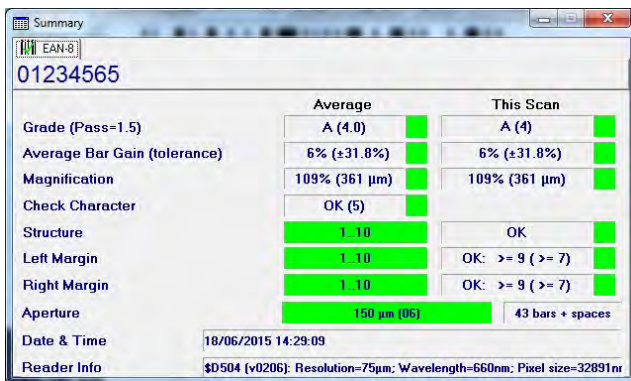 Summary
EAN-8
01234565
Average This Scan
Grade (Pass=1.5) A (4.0) A (4)
Average Bar Gain (tolerance) 6% (±31.8%) 6% (±31.8%)
Magnification 109% (361 µm) 109% (361 µm)
Check Character OK (5)
Structure 1..10 OK
Left Margin 1..10 OK: >= 9 ( >= 7)
Right Margin 1..10 OK: >= 9 ( >= 7)
Aperture 150 µm (06) 43 bars + spaces
Date & Time 18/06/2015 14:29:09
Reader Info $D504 (v0206): Resolution=75µm; Wavelength=660nm; Pixel size=32891nr